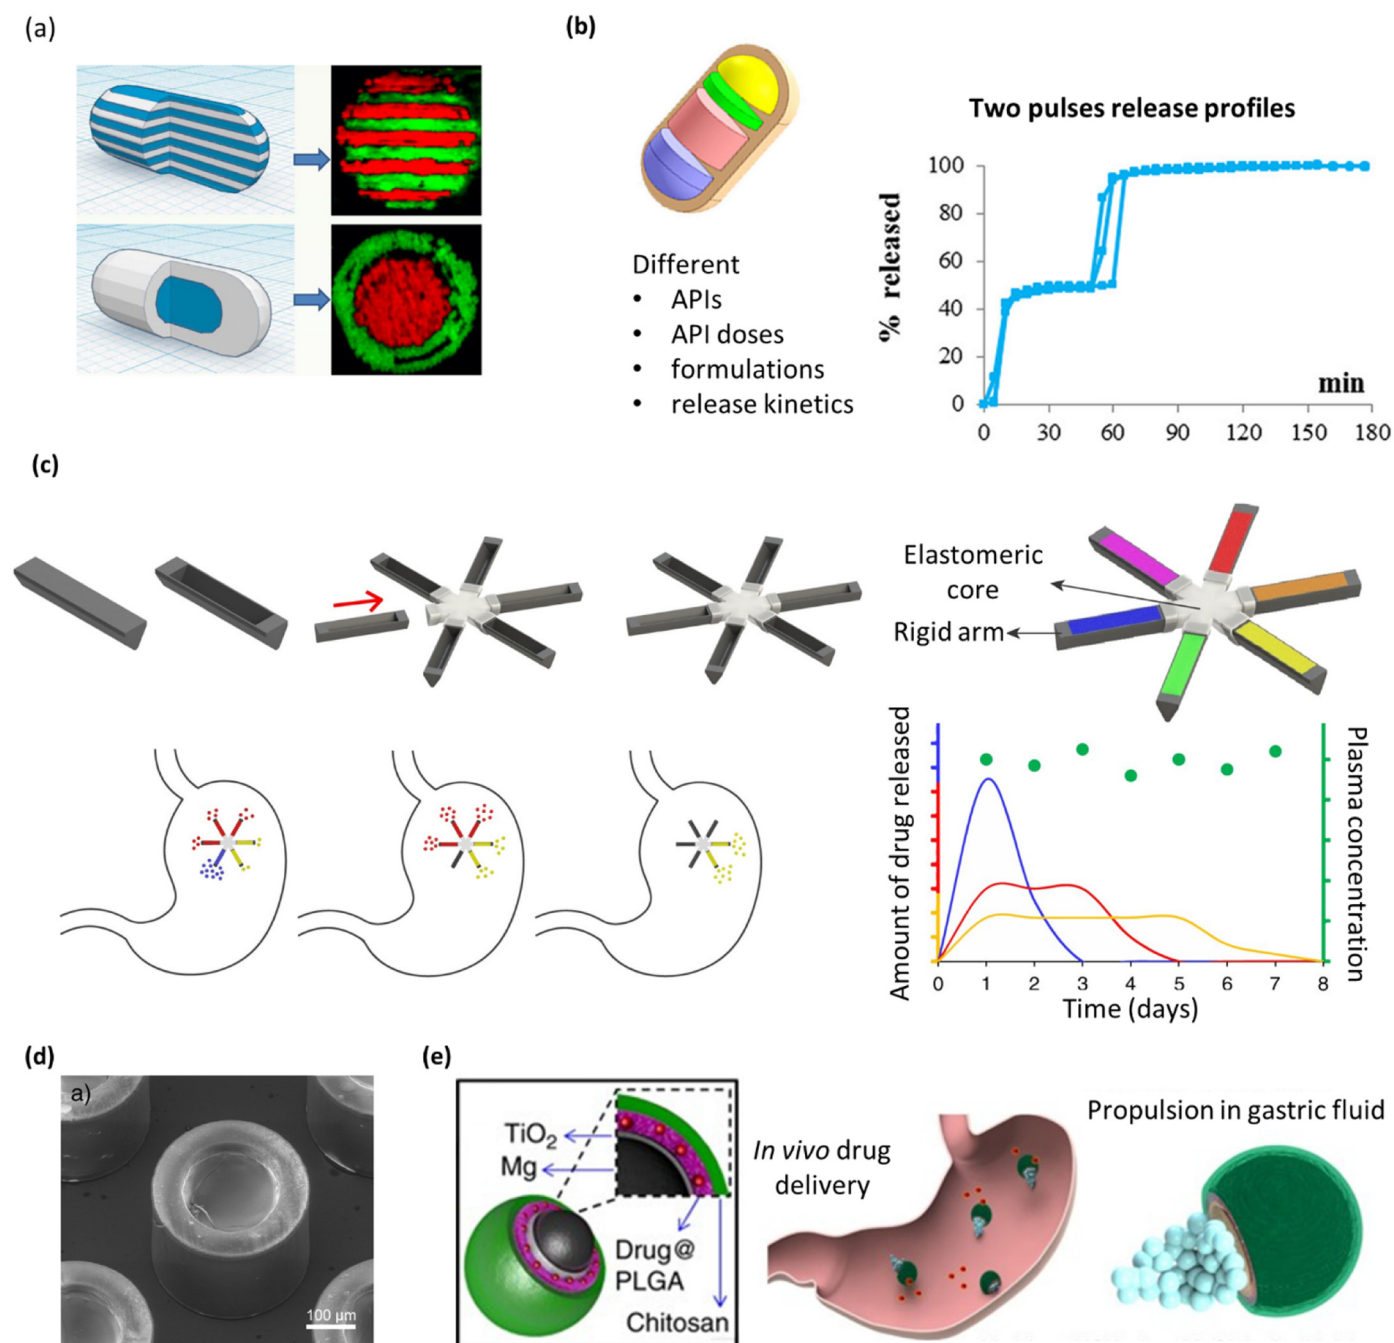 (a)
(b)
Two pulses release profiles
Different
• APIs
• API doses
• formulations
• release kinetics
% released
100
80
60
40
20
0
min
0 30 60 90 120 150 180
(c)
Elastomeric
core
Rigid arm
Amount of drug released
Plasma concentration
0 1 2 3 4 5 6 7 8
Time (days)
(d)
a)
100 µm
(e)
TiO2
Mg
Drug@
PLGA
Chitosan
In vivo drug
delivery
Propulsion in gastric fluid